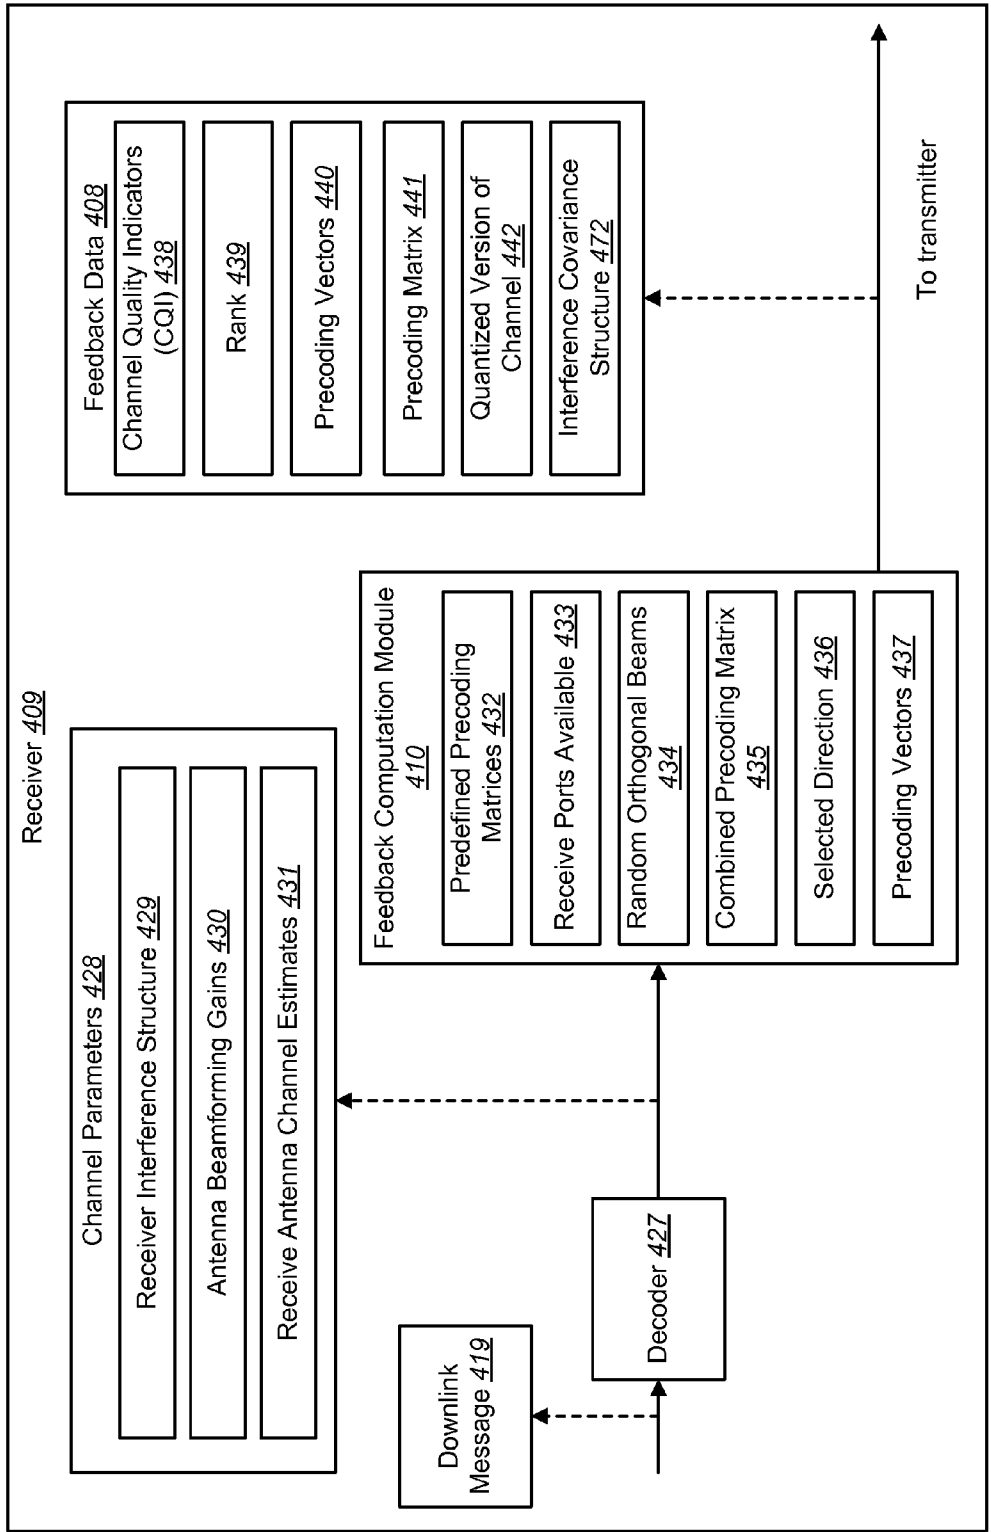 Receiver 409
Channel Parameters 428
Receiver Interference Structure 429
Antenna Beamforming Gains 430
Receive Antenna Channel Estimates 431
Downlink
Message 419
Decoder 427
Feedback Computation Module
410
Predefined Precoding
Matrices 432
Receive Ports Available 433
Random Orthogonal Beams
434
Combined Precoding Matrix
435
Selected Direction 436
Precoding Vectors 437
Feedback Data 408
Channel Quality Indicators
(CQI) 438
Rank 439
Precoding Vectors 440
Precoding Matrix 441
Quantized Version of
Channel 442
Interference Covariance
Structure 472
To transmitter